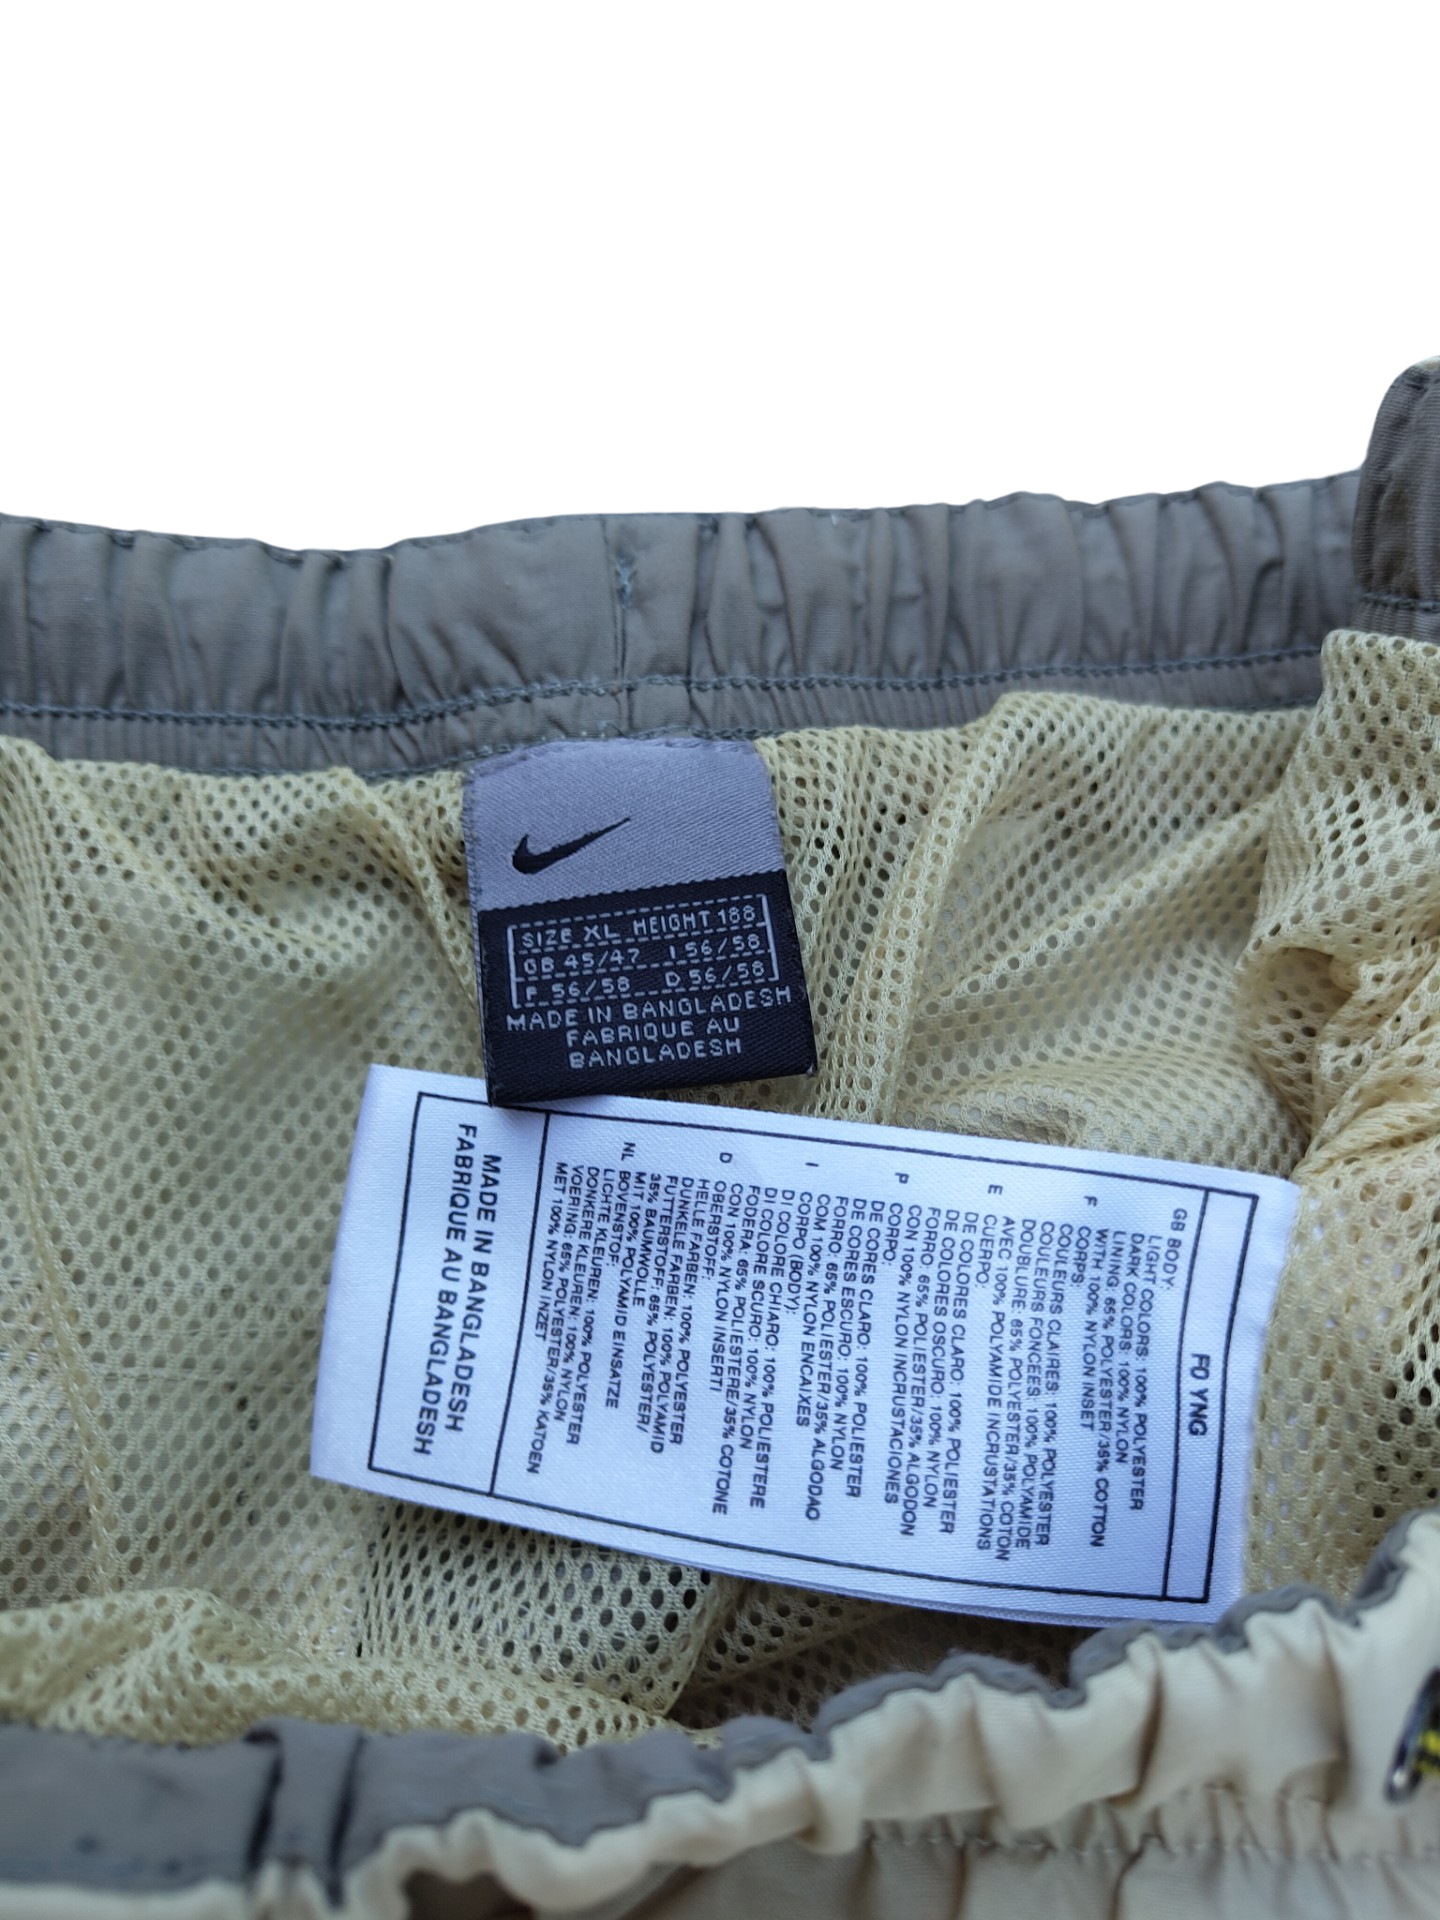 SIZE XL HEIGHT 188
GB 45/47 I 56/58
F 56/58 D 56/58
MADE IN BANGLADESH
FABRIQUE AU
BANGLADESH
FO YNG
GB BODY:
LIGHT COLORS: 100% POLYESTER
DARK COLORS: 100% NYLON
LINING: 65% POLYESTER/35% COTTON
WITH 100% NYLON INSET
F CORPS:
COULEURS CLAIRES: 100% POLYESTER
COULEURS FONCEES: 100% POLYAMIDE
DOUBLURE: 65% POLYESTER/35% COTON
AVEC 100% POLYAMIDE INCRUSTATIONS
E CUERPO:
DE COLORES CLARO: 100% POLIESTER
DE COLORES OSCURO: 100% NYLON
FORRO: 65% POLIESTER/35% ALGODON
CON 100% NYLON INCRUSTACIONES
P CORPO:
DE CORES CLARO: 100% POLIESTER
DE CORES ESCURO: 100% NYLON
FORRO: 65% POLIESTER/35% ALGODAO
COM 100% NYLON ENCAIXES
I CORPO (BODY):
DI COLORE CHIARO: 100% POLIESTERE
DI COLORE SCURO: 100% NYLON
FODERA: 65% POLIESTERE/35% COTONE
CON 100% NYLON INSERTI
D OBERSTOFF:
HELLE FARBEN: 100% POLYESTER
DUNKELE FARBEN: 100% POLYAMID
FUTTERSTOFF: 65% POLYESTER/
35% BAUMWOLLE
MIT 100% POLYAMID EINSATZE
NL BOVENSTOF:
LICHTE KLEUREN: 100% POLYESTER
DONKERE KLEUREN: 100% NYLON
VOERING: 65% POLYESTER/35% KATOEN
MET 100% NYLON INZET
MADE IN BANGLADESH
FABRIQUE AU BANGLADESH